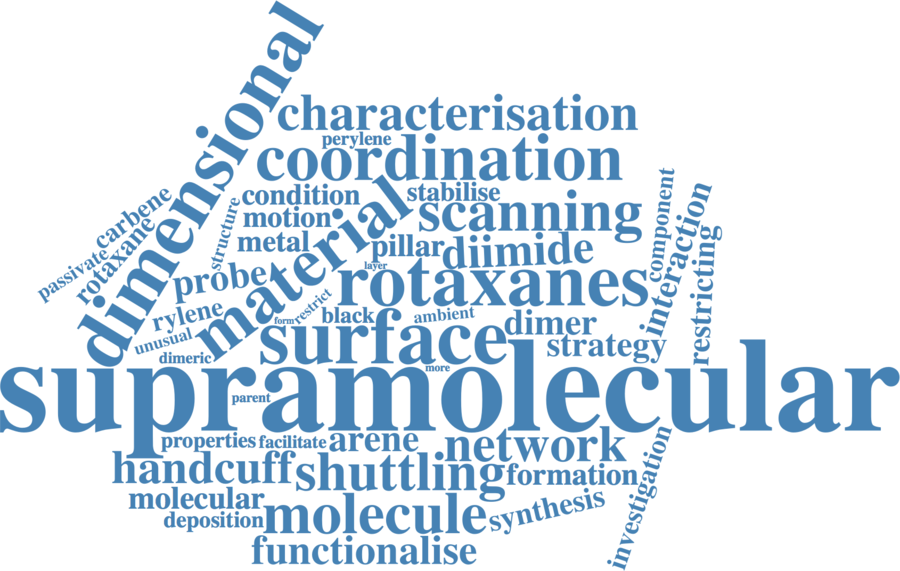 dimensional
characterisation
perylene
coordination
condition
stabilise
component
carbene
structure
motion
material
scanning
interaction
rotaxane
metal
pillar
diimide
restricting
passivate
probe
layer
rotaxanes
rylene
form
restrict
black
ambient
dimer
unusual
surface
strategy
dimeric
more
supramolecular
parent
properties
facilitate
arene
network
handcuff
shuttling
formation
investigation
molecular
deposition
molecule
synthesis
functionalise